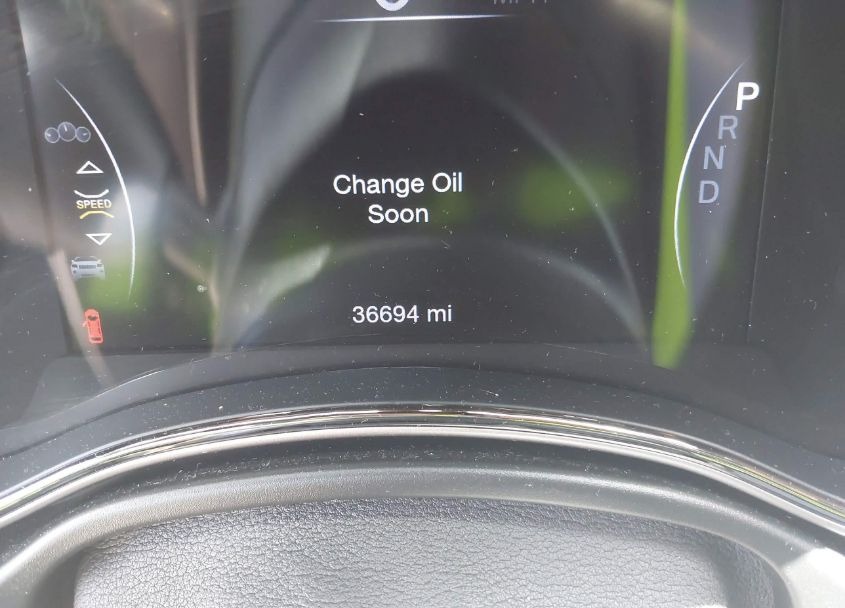 P
R
N
D
SPEED
Change Oil
Soon
36694 mi